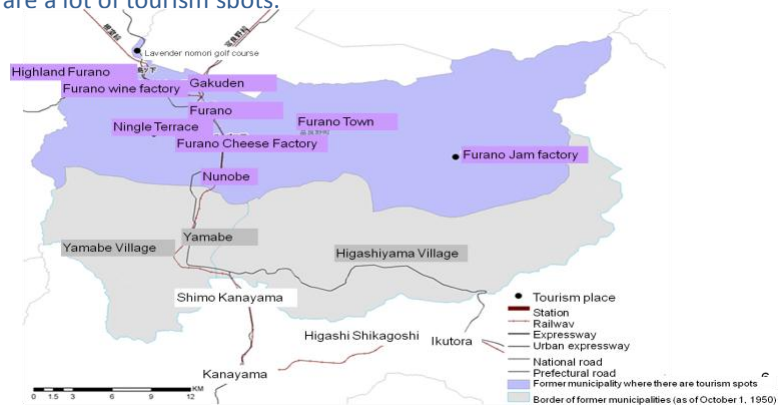 are a lot of tourism spots.
Lavender nomori golf course
Highland Furano
Gakuden
Furano wine factory
Furano
Furano Town
Ningle Terrace
Furano Cheese Factory
Furano Jam factory
Nunobe
Yamabe
Yamabe Village
Higashiyama Village
Shimo Kanayama
Higashi Shikagoshi
Ikutora
Kanayama
Tourism place
Station
Railway
Expressway
Urban expressway
National road
Prefectural road
Former municipality where there are tourism spots
Border of former municipalities (as of October 1, 1950)
0 1.5 3 6 9 12 KM